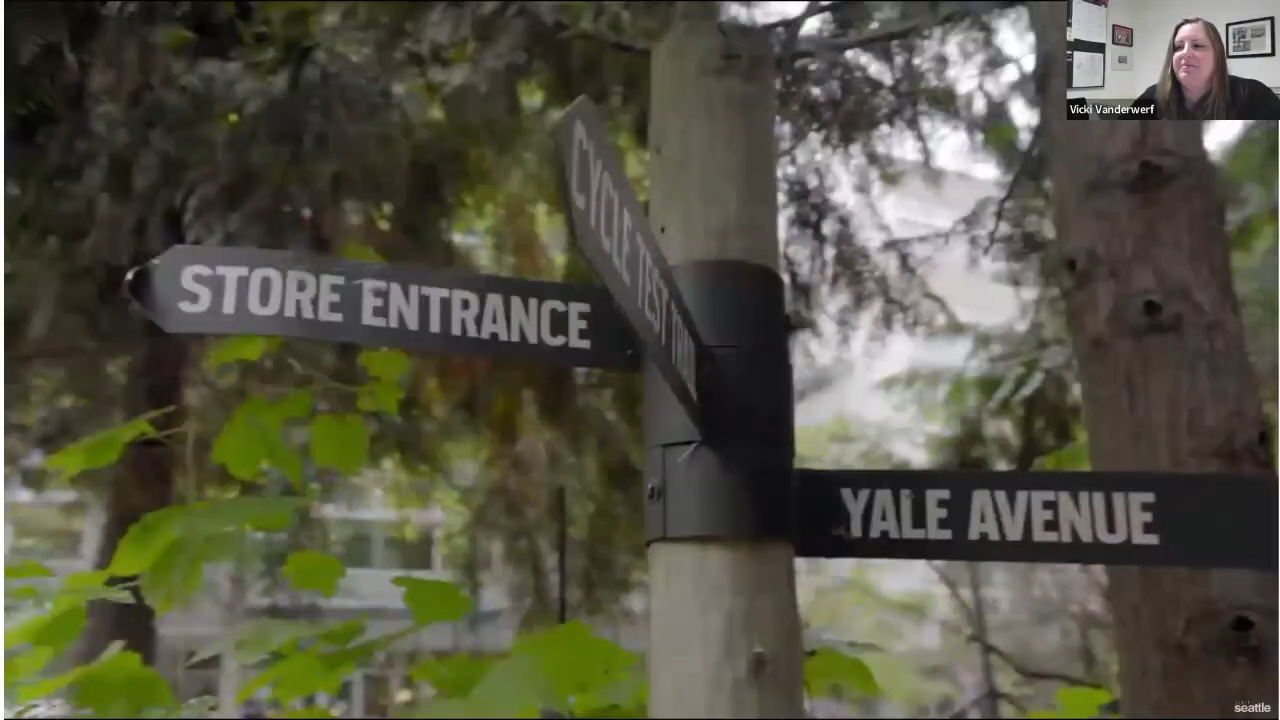 Vicki Vanderwerf
CYCLE TEST
STORE ENTRANCE
YALE AVENUE
seattle